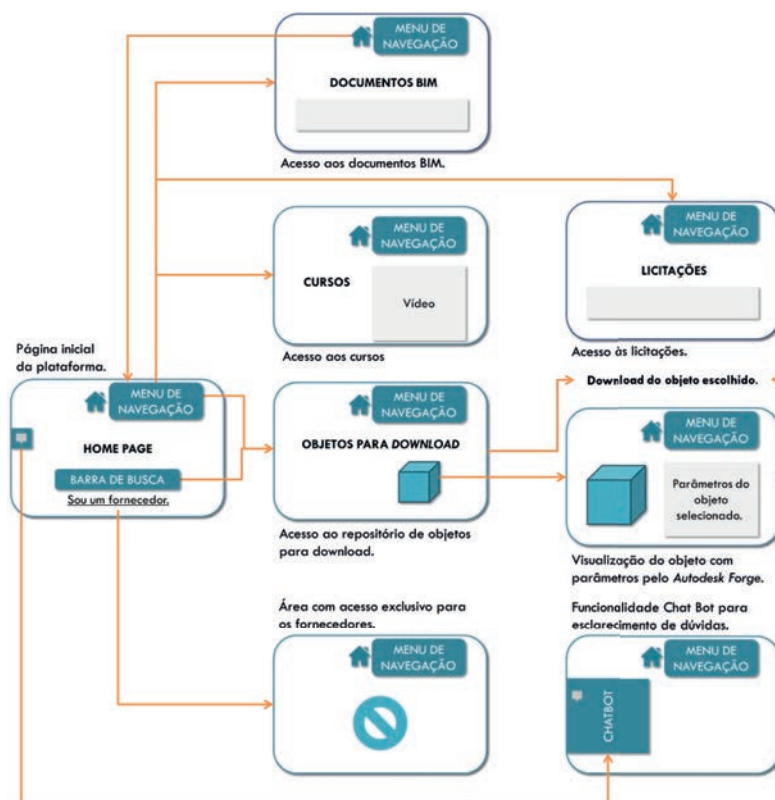 MENU DE
NAVEGAÇÃO
DOCUMENTOS BIM
Acesso aos documentos BIM.
MENU DE
NAVEGAÇÃO
CURSOS
Vídeo
Acesso aos cursos
MENU DE
NAVEGAÇÃO
LICITAÇÕES
Acesso às licitações.
Página inicial
da plataforma.
MENU DE
NAVEGAÇÃO
HOME PAGE
BARRA DE BUSCA
Sou um fornecedor.
MENU DE
NAVEGAÇÃO
OBJETOS PARA DOWNLOAD
Acesso ao repositório de objetos
para download.
Download do objeto escolhido.
MENU DE
NAVEGAÇÃO
Parâmetros do
objeto
selecionado.
Visualização do objeto com
parâmetros pelo Autodesk Forge.
Área com acesso exclusivo para
os fornecedores.
MENU DE
NAVEGAÇÃO
Funcionalidade Chat Bot para
esclarecimento de dúvidas.
MENU DE
NAVEGAÇÃO
CHATBOT